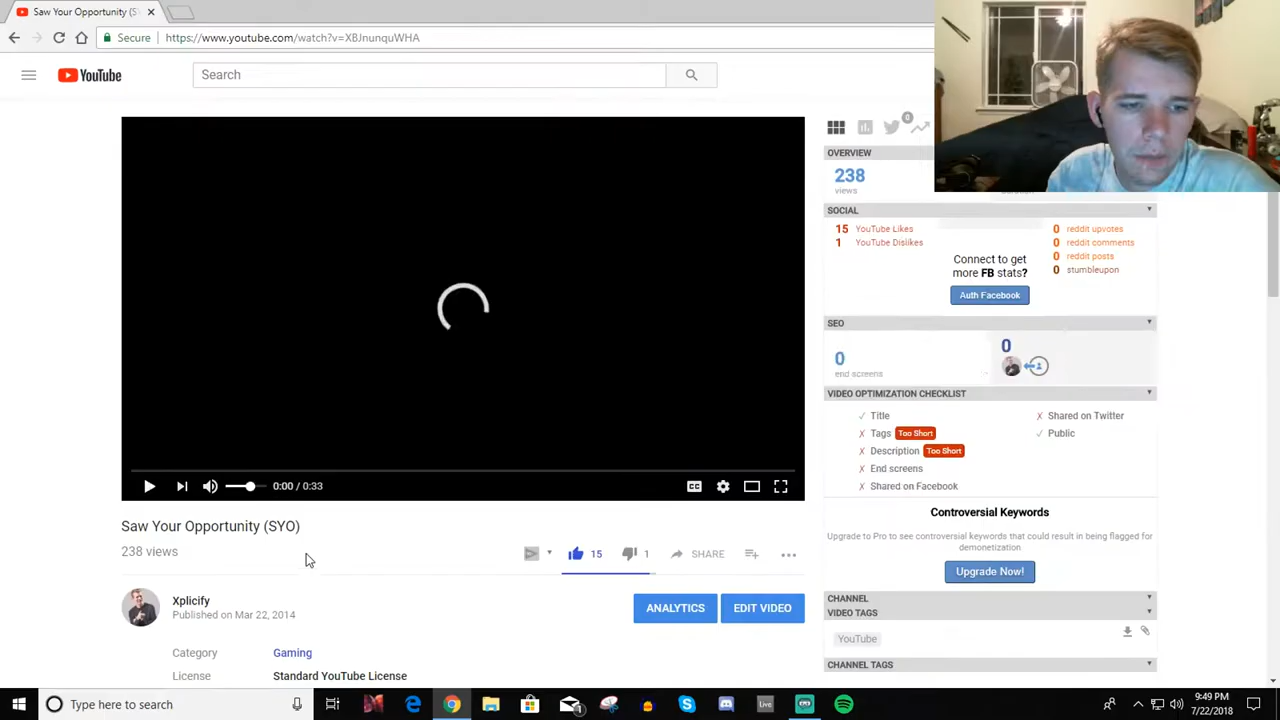 Saw Your Opportunity (S
Secure
https://www.youtube.com/watch?v=XBJnunquWHA
YouTube
Search
0
OVERVIEW
238
views
SOCIAL
15 YouTube Likes
1 YouTube Dislikes
0 reddit upvotes
0 reddit comments
0 reddit posts
0 stumbleupon
Connect to get
more FB stats?
Auth Facebook
SEO
0
end screens
0
VIDEO OPTIMIZATION CHECKLIST
Title
Tags Too Short
Description Too Short
End screens
Shared on Facebook
Shared on Twitter
Public
Controversial Keywords
Upgrade to Pro to see controversial keywords that could result in being flagged for
demonetization
Upgrade Now!
CHANNEL
VIDEO TAGS
YouTube
CHANNEL TAGS
0:00 / 0:33
CC
Saw Your Opportunity (SYO)
238 views
15
1
SHARE
Xplicify
Published on Mar 22, 2014
ANALYTICS
EDIT VIDEO
Category Gaming
License Standard YouTube License
Type here to search
Live
9:49 PM
7/22/2018